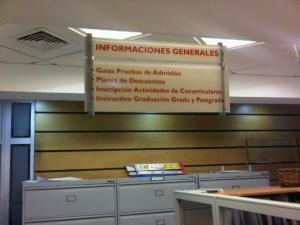 INFORMACIONES GENERALES
• Guías Pruebas de Admisión
• Planes de Descuentos
• Inscripción Actividades de Cocurriculares
• Instructivo Graduación Grado y Postgrado